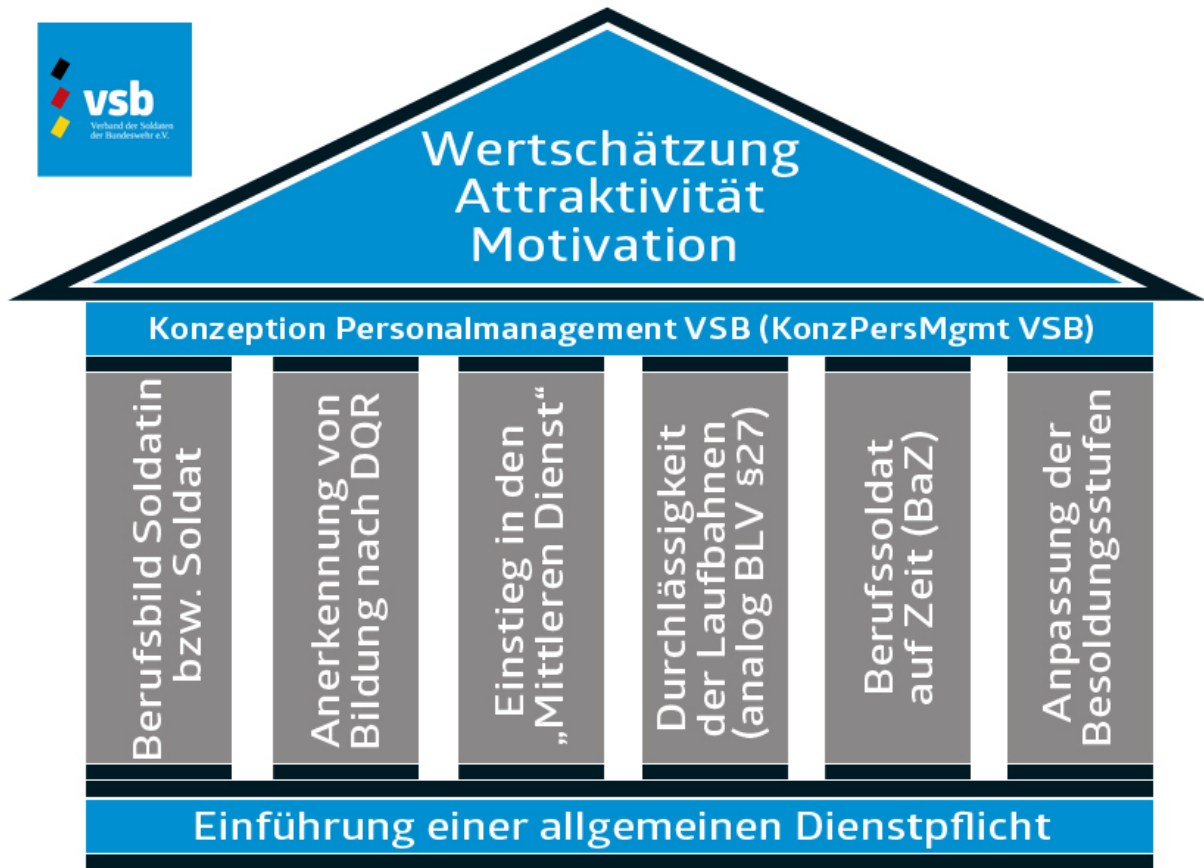 vsb
Verband der Soldaten
der Bundeswehr e.V.
Wertschätzung
Attraktivität
Motivation
Konzeption Personalmanagement VSB (KonzPersMgmt VSB)
Berufsbild Soldatin
bzw. Soldat
Anerkennung von
Bildung nach DQR
Einstieg in den
„Mittleren Dienst“
Durchlässigkeit
der Laufbahnen
(analog BLV §27)
Berufssoldat
auf Zeit (BaZ)
Anpassung der
Besoldungsstufen
Einführung einer allgemeinen Dienstpflicht